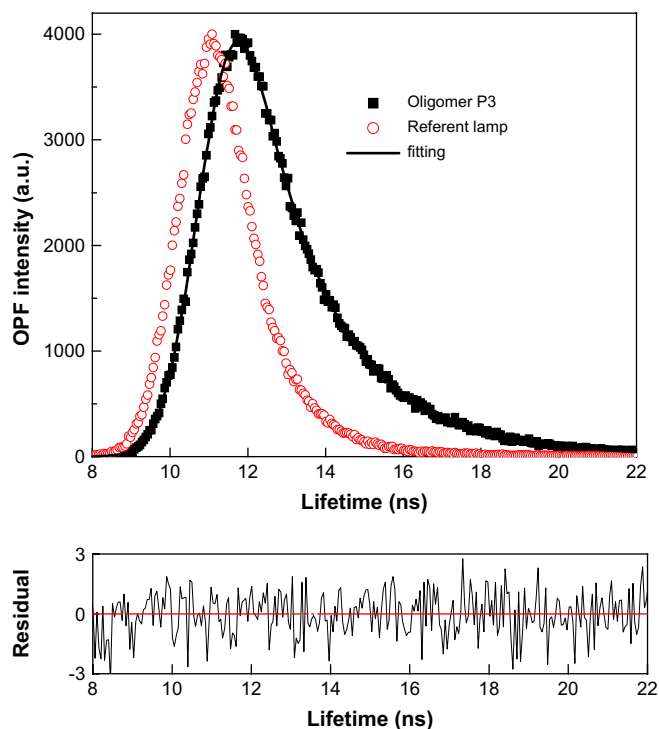 4000
3000
2000
1000
0
OPF intensity (a.u.)
Oligomer P3
Referent lamp
fitting
8 10 12 14 16 18 20 22
Lifetime (ns)
3
0
-3
Residual
8 10 12 14 16 18 20 22
Lifetime (ns)